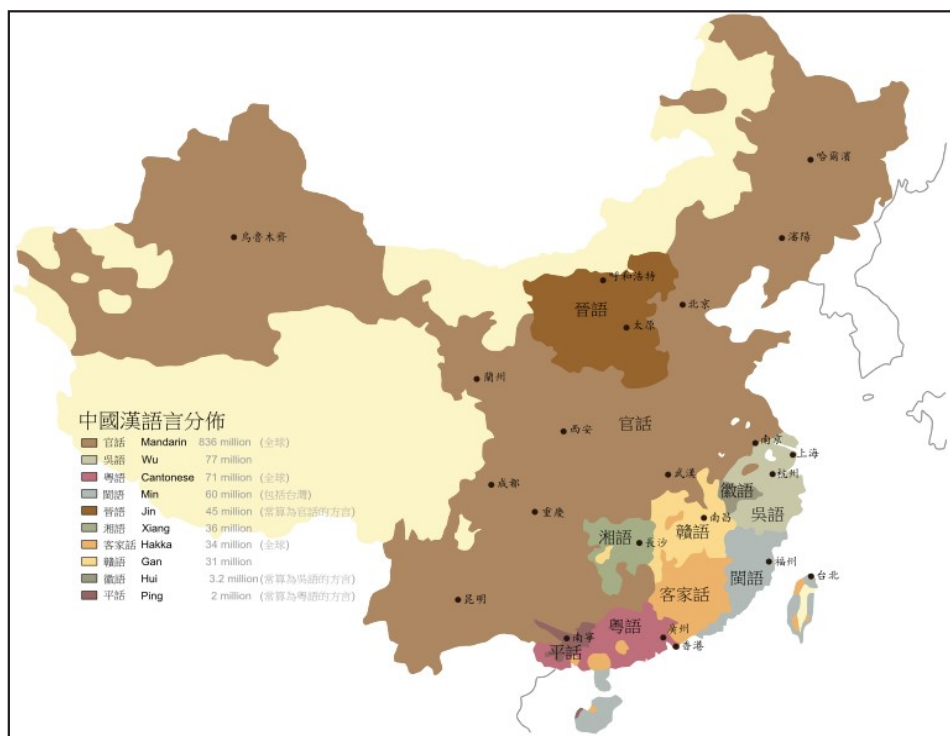 哈爾濱
烏魯木齊
瀋陽
呼和浩特
晉語
北京
太原
蘭州
中國漢語言分佈
官話 Mandarin 836 million (全球)
吳語 Wu 77 million
粵語 Cantonese 71 million (全球)
閩語 Min 60 million (包括台灣)
晉語 Jin 45 million (常算為官話的方言)
湘語 Xiang 36 million
客家話 Hakka 34 million (全球)
贛語 Gan 31 million
徽語 Hui 3.2 million (常算為吳語的方言)
平話 Ping 2 million (常算為粵語的方言)
西安
官話
南京
上海
成都
武漢
杭州
徽語
重慶
南昌
吳語
湘語
長沙
贛語
福州
閩語
台北
昆明
客家話
粵語
廣州
南寧
香港
平話